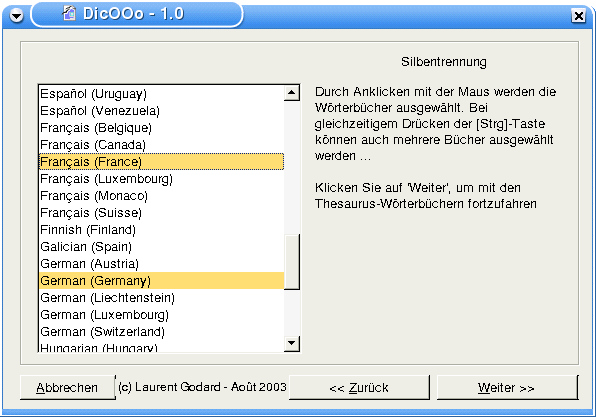 DicOOo - 1.0
Silbentrennung
Español (Uruguay)
Español (Venezuela)
Français (Belgique)
Français (Canada)
Français (France)
Français (Luxembourg)
Français (Monaco)
Français (Suisse)
Finnish (Finland)
Galician (Spain)
German (Austria)
German (Germany)
German (Liechtenstein)
German (Luxembourg)
German (Switzerland)
Hungarian (Hungary)
Durch Anklicken mit der Maus werden die
Wörterbücher ausgewählt. Bei
gleichzeitigem Drücken der [Strg]-Taste
können auch mehrere Bücher ausgewählt
werden ...
Klicken Sie auf 'Weiter', um mit den
Thesaurus-Wörterbüchern fortzufahren
Abbrechen
(c) Laurent Godard - Août 2003
<< Zurück
Weiter >>